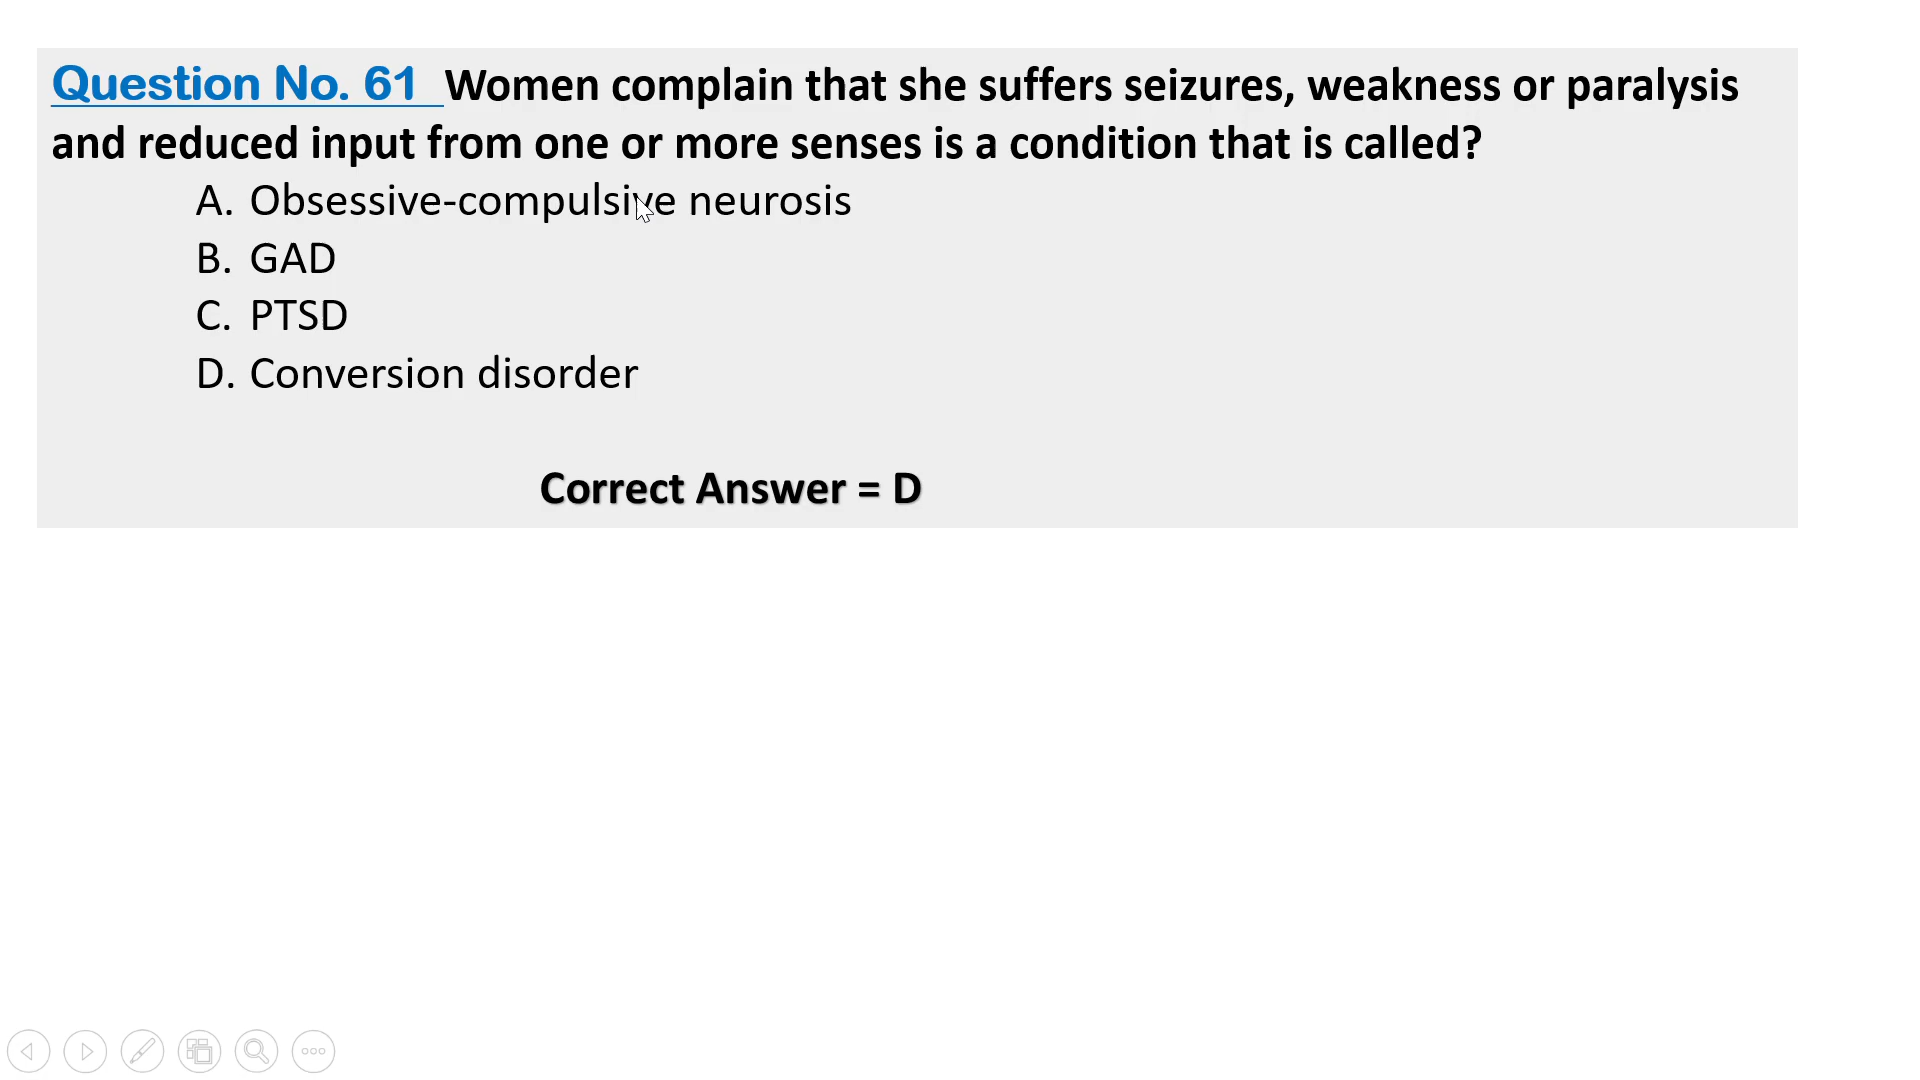 Question No. 61 Women complain that she suffers seizures, weakness or paralysis
and reduced input from one or more senses is a condition that is called?
A. Obsessive-compulsive neurosis
B. GAD
C. PTSD
D. Conversion disorder
Correct Answer = D